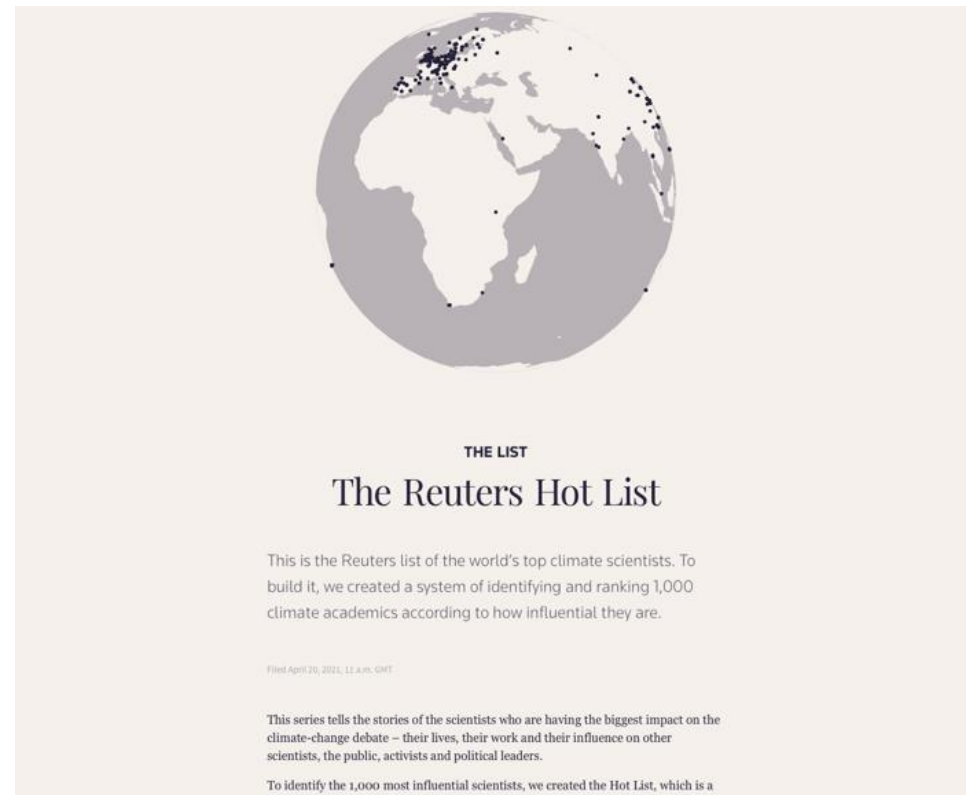 THE LIST
The Reuters Hot List
This is the Reuters list of the world's top climate scientists. To
build it, we created a system of identifying and ranking 1,000
climate academics according to how influential they are.
Filed April 20, 2021, 11 a.m. GMT
This series tells the stories of the scientists who are having the biggest impact on the
climate-change debate – their lives, their work and their influence on other
scientists, the public, activists and political leaders.
To identify the 1,000 most influential scientists, we created the Hot List, which is a